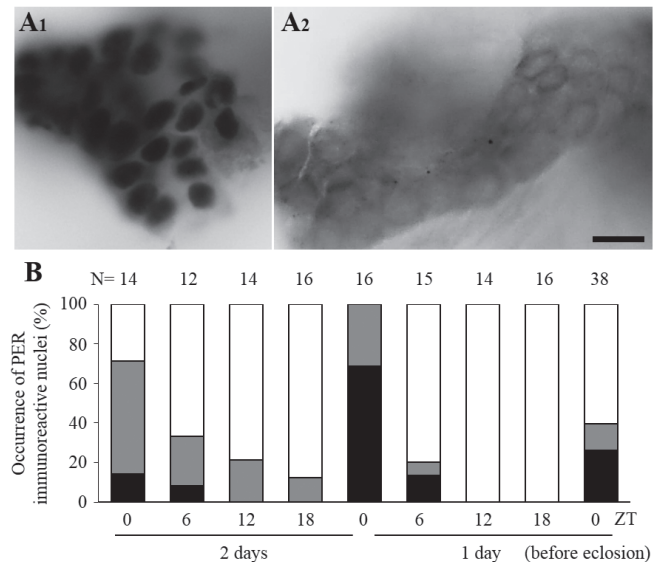 A1
A2
B
N= 14 12 14 16 16 15 14 16 38
Occurrence of PER
immunoreactive nuclei (%)
100
80
60
40
20
0
0 6 12 18 0 6 12 18 0 ZT
2 days
1 day (before eclosion)